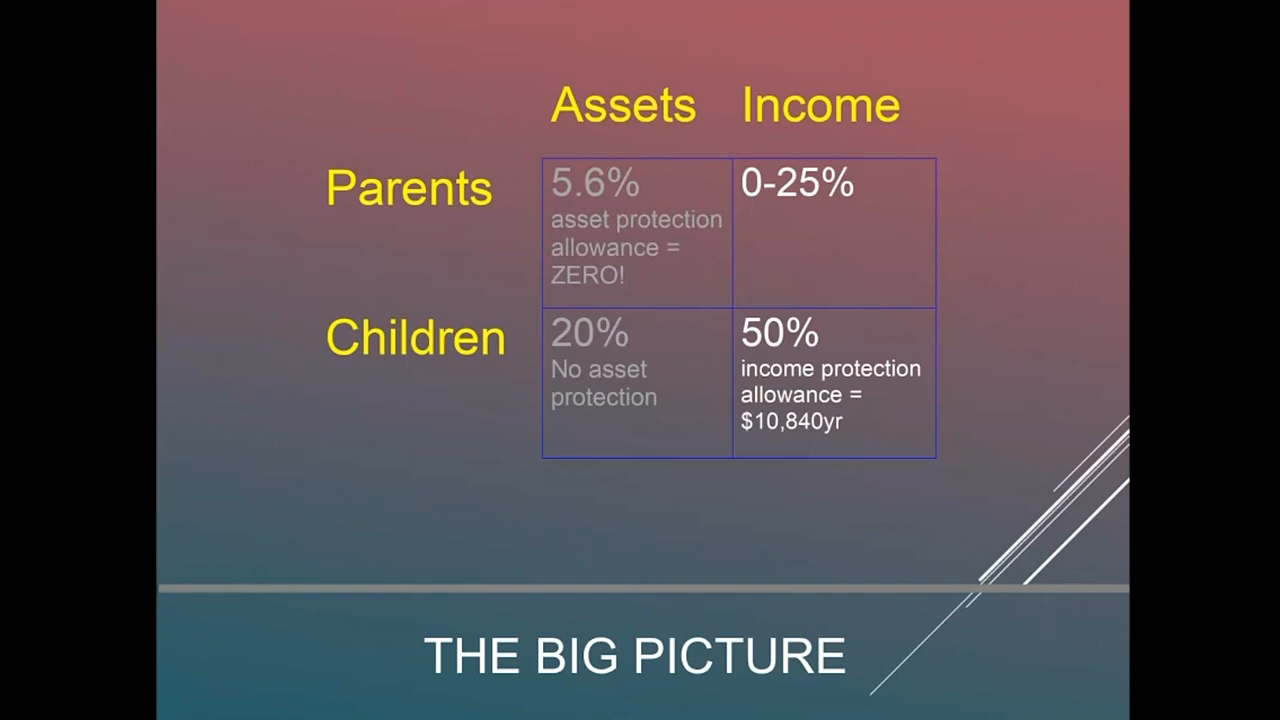 Assets Income
Parents
5.6%
asset protection
allowance =
ZERO!
0-25%
Children
20%
No asset
protection
50%
income protection
allowance =
$10,840yr
THE BIG PICTURE